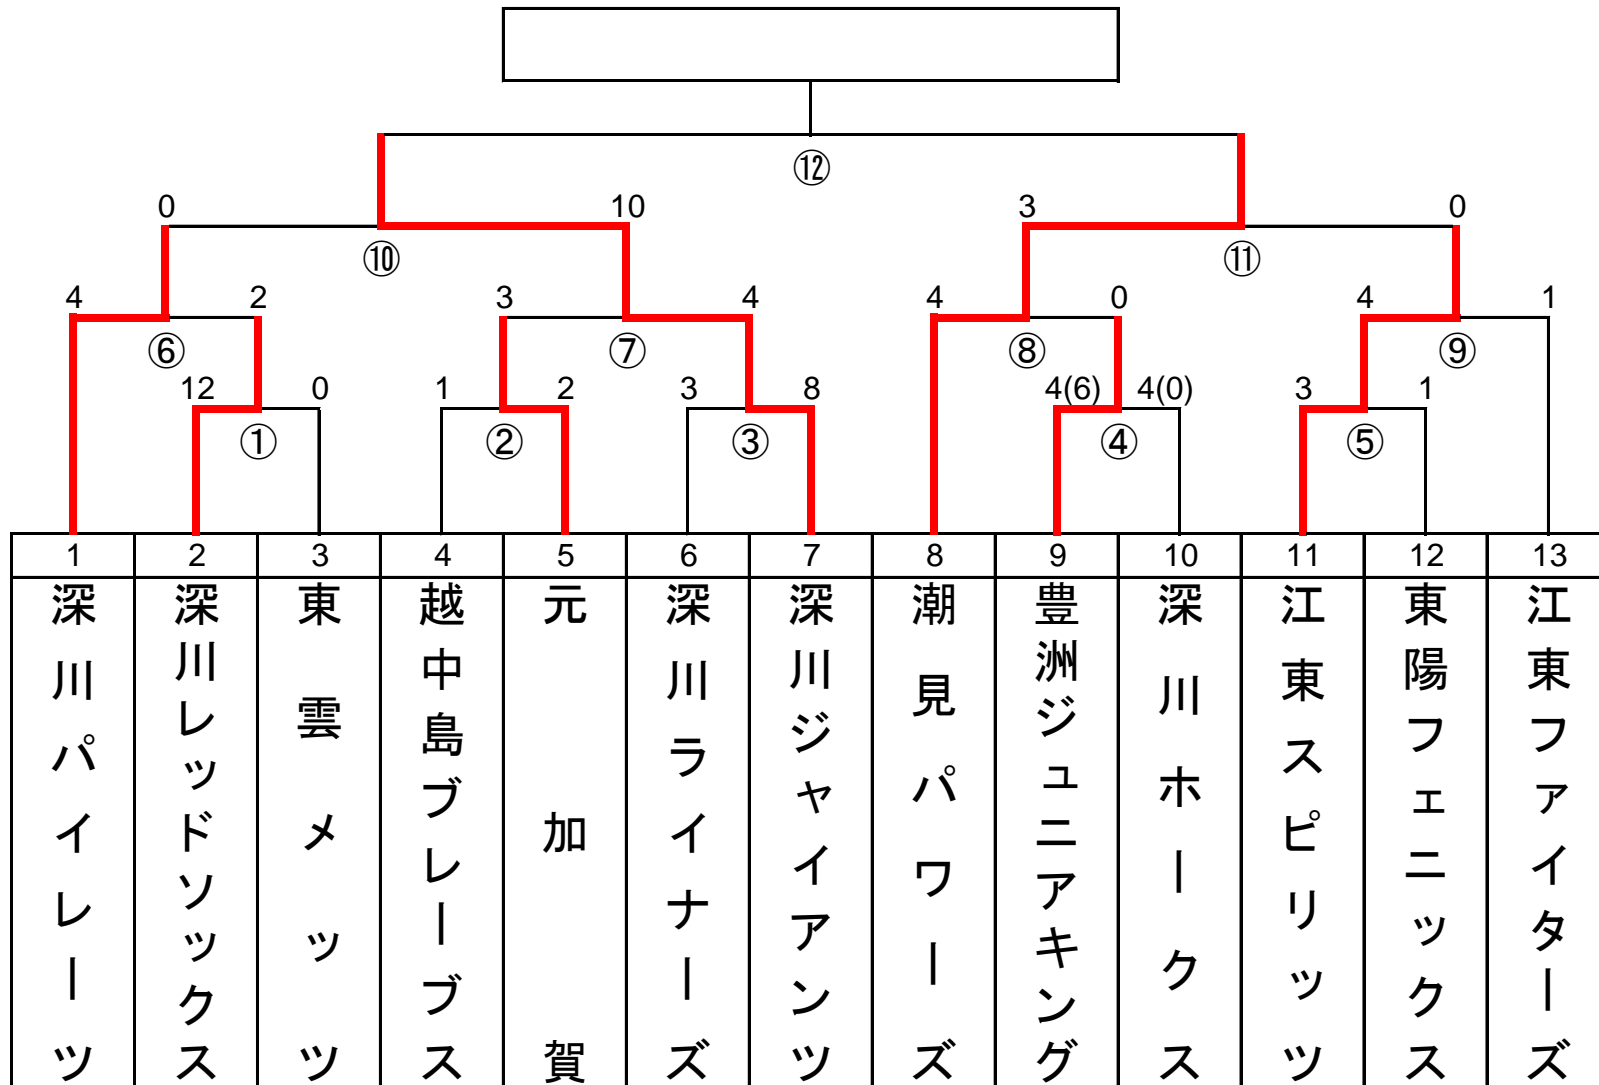 ⑫
0 10 3 0
⑩ ⑪
4 2 3 4 4 0 4 1
⑥ ⑦ ⑧ ⑨
12 0 1 2 3 8 4(6) 4(0) 3 1
① ② ③ ④ ⑤
1 2 3 4 5 6 7 8 9 10 11 12 13
深川パイレーツ
深川レッドソックス
東雲メッツ
越中島ブレーブス
元加賀
深川ライナーズ
深川ジャイアンツ
潮見パワーズ
豊洲ジュニアキング
深川ホークス
江東スピリッツ
東陽フェニックス
江東ファイターズ